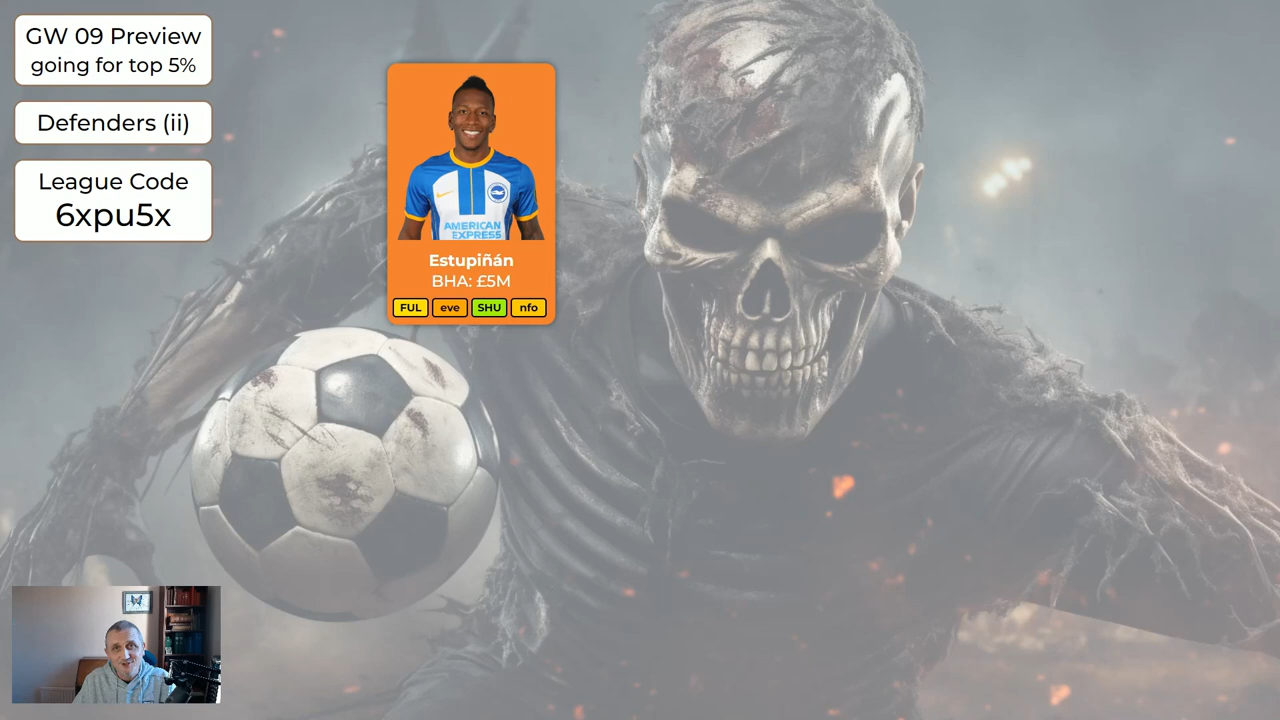 GW 09 Preview
going for top 5%
Defenders (ii)
League Code
6xpu5x
AMERICAN
EXPRESS
Estupiñán
BHA: £5M
FUL eve SHU nfo